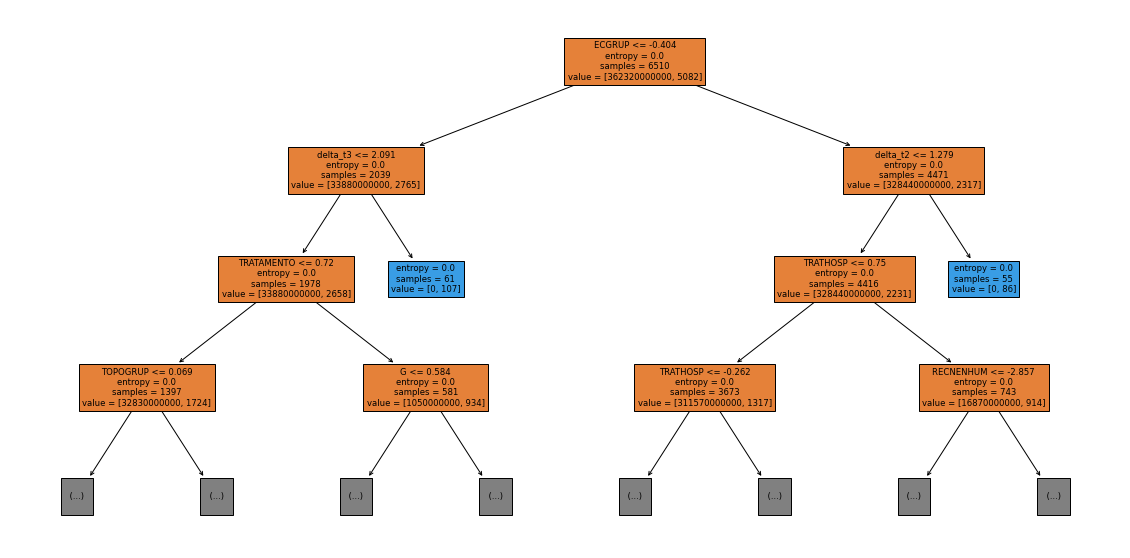 ECGRUP <= -0.404
entropy = 0.0
samples = 6510
value = [362320000000, 5082]
delta_t3 <= 2.091
entropy = 0.0
samples = 2039
value = [33880000000, 2765]
delta_t2 <= 1.279
entropy = 0.0
samples = 4471
value = [328440000000, 2317]
TRATAMENTO <= 0.72
entropy = 0.0
samples = 1978
value = [33880000000, 2658]
entropy = 0.0
samples = 61
value = [0, 107]
TRATHOSP <= 0.75
entropy = 0.0
samples = 4416
value = [328440000000, 2231]
entropy = 0.0
samples = 55
value = [0, 86]
TOPOGRUP <= 0.069
entropy = 0.0
samples = 1397
value = [32830000000, 1724]
G <= 0.584
entropy = 0.0
samples = 581
value = [1050000000, 934]
TRATHOSP <= -0.262
entropy = 0.0
samples = 3673
value = [311570000000, 1317]
RECNENHUM <= -2.857
entropy = 0.0
samples = 743
value = [16870000000, 914]
(...)
(...)
(...)
(...)
(...)
(...)
(...)
(...)